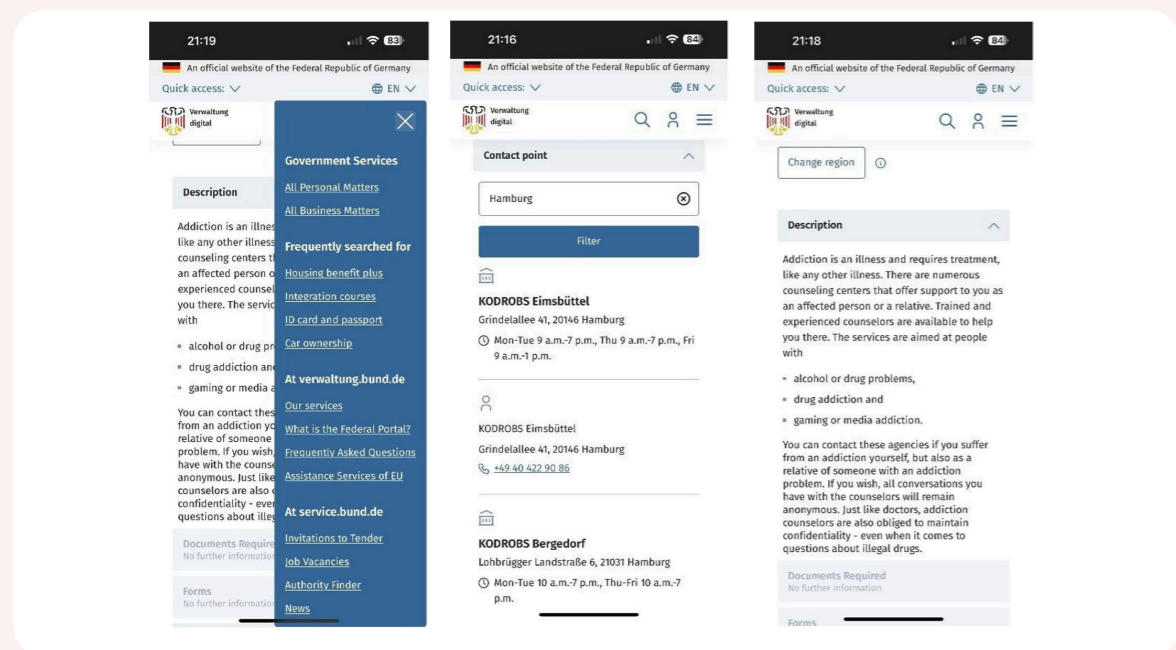 21:19
83
An official website of the Federal Republic of Germany
Quick access:
EN
Verwaltung
digital
Description
Addiction is an illnes
like any other illness
counseling centers t
an affected person o
experienced counsel
you there. The servic
with
alcohol or drug pr
drug addiction an
gaming or media a
You can contact thes
from an addiction yo
relative of someone
problem. If you wish,
have with the counse
anonymous. Just like
counselors are also o
confidentiality - ever
questions about illeg
Documents Require
No further information
Forms
No further information
Government Services
All Personal Matters
All Business Matters
Frequently searched for
Housing benefit plus
Integration courses
ID card and passport
Car ownership
At verwaltung.bund.de
Our services
What is the Federal Portal?
Frequently Asked Questions
Assistance Services of EU
At service.bund.de
Invitations to Tender
Job Vacancies
Authority Finder
News
21:16
84
An official website of the Federal Republic of Germany
Quick access:
EN
Verwaltung
digital
Contact point
Hamburg
Filter
KODROBS Eimsbüttel
Grindelallee 41, 20146 Hamburg
Mon-Tue 9 a.m.-7 p.m., Thu 9 a.m.-7 p.m., Fri
9 a.m.-1 p.m.
KODROBS Eimsbüttel
Grindelallee 41, 20146 Hamburg
+49 40 422 90 86
KODROBS Bergedorf
Lohbrügger Landstraße 6, 21031 Hamburg
Mon-Tue 10 a.m.-7 p.m., Thu-Fri 10 a.m.-7
p.m.
21:18
84
An official website of the Federal Republic of Germany
Quick access:
EN
Verwaltung
digital
Change region
Description
Addiction is an illness and requires treatment,
like any other illness. There are numerous
counseling centers that offer support to you as
an affected person or a relative. Trained and
experienced counselors are available to help
you there. The services are aimed at people
with
alcohol or drug problems,
drug addiction and
gaming or media addiction.
You can contact these agencies if you suffer
from an addiction yourself, but also as a
relative of someone with an addiction
problem. If you wish, all conversations you
have with the counselors will remain
anonymous. Just like doctors, addiction
counselors are also obliged to maintain
confidentiality - even when it comes to
questions about illegal drugs.
Documents Required
No further information
Forms